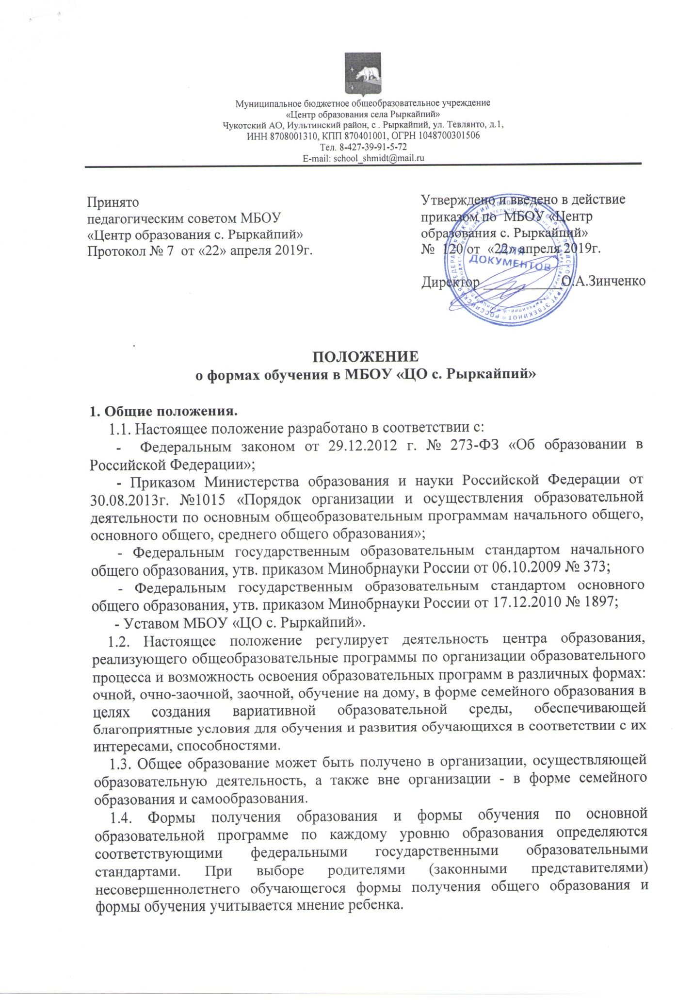 Муниципальное бюджетное общеобразовательное учреждение
«Центр образования села Рыркайпий»
Чукотский АО, Иультинский район, с . Рыркайпий, ул. Тевлянто, д.1,
ИНН 8708001310, КПП 870401001, ОГРН 1048700301506
Тел. 8-427-39-91-5-72
E-mail: school_shmidt@mail.ru
Принято
педагогическим советом МБОУ
«Центр образования с. Рыркайпий»
Протокол № 7 от «22» апреля 2019г.
Утверждено и введено в действие
приказом по МБОУ «Центр
образования с. Рыркайпий»
№ 120 от «22» апреля 2019г.
Директор ____________О.А.Зинченко
ДЛЯ
ДОКУМЕНТОВ
ПОЛОЖЕНИЕ
о формах обучения в МБОУ «ЦО с. Рыркайпий»
1. Общие положения.
1.1. Настоящее положение разработано в соответствии с:
- Федеральным законом от 29.12.2012 г. № 273-ФЗ «Об образовании в
Российской Федерации»;
- Приказом Министерства образования и науки Российской Федерации от
30.08.2013г. №1015 «Порядок организации и осуществления образовательной
деятельности по основным общеобразовательным программам начального общего,
основного общего, среднего общего образования»;
- Федеральным государственным образовательным стандартом начального
общего образования, утв. приказом Минобрнауки России от 06.10.2009 № 373;
- Федеральным государственным образовательным стандартом основного
общего образования, утв. приказом Минобрнауки России от 17.12.2010 № 1897;
- Уставом МБОУ «ЦО с. Рыркайпий».
1.2. Настоящее положение регулирует деятельность центра образования,
реализующего общеобразовательные программы по организации образовательного
процесса и возможность освоения образовательных программ в различных формах:
очной, очно-заочной, заочной, обучение на дому, в форме семейного образования в
целях создания вариативной образовательной среды, обеспечивающей
благоприятные условия для обучения и развития обучающихся в соответствии с их
интересами, способностями.
1.3. Общее образование может быть получено в организации, осуществляющей
образовательную деятельность, а также вне организации - в форме семейного
образования и самообразования.
1.4. Формы получения образования и формы обучения по основной
образовательной программе по каждому уровню образования определяются
соответствующими федеральными государственными образовательными
стандартами. При выборе родителями (законными представителями)
несовершеннолетнего обучающегося формы получения общего образования и
формы обучения учитывается мнение ребенка.